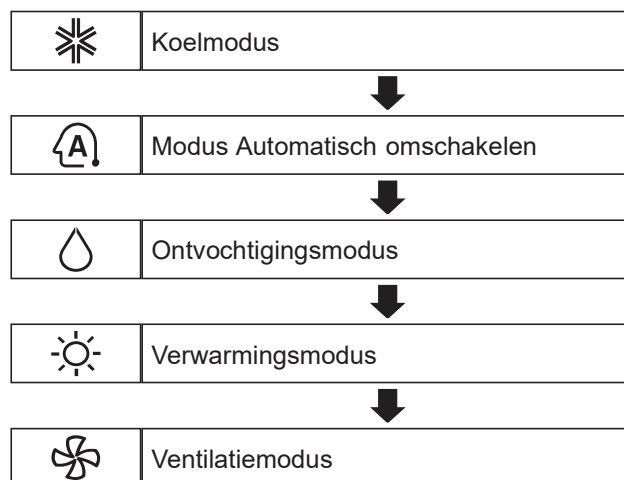 Koelmodus
A
Modus Automatisch omschakelen
Ontvochtigingsmodus
Verwarmingsmodus
Ventilatiemodus